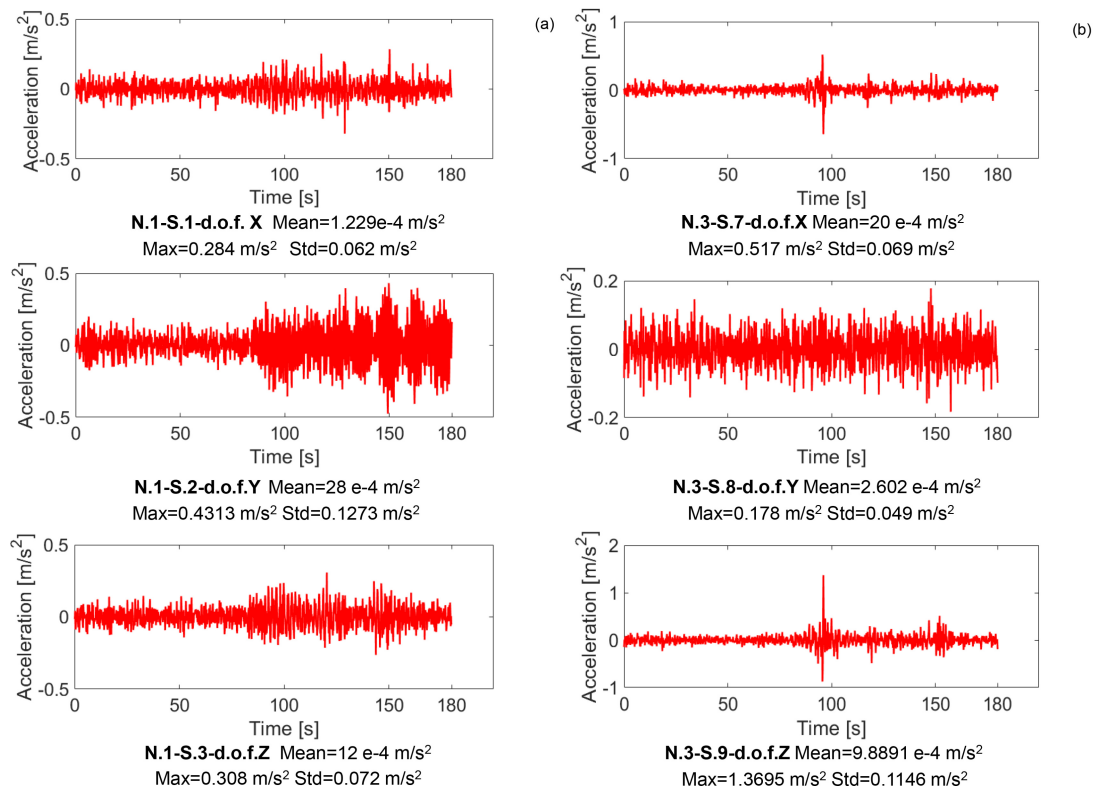 (a)
0.5
0
-0.5
Acceleration [m/s²]
0 50 100 150 180
Time [s]
N.1-S.1-d.o.f. X Mean=1.229e-4 m/s²
Max=0.284 m/s² Std=0.062 m/s²
0.5
0
-0.5
Acceleration [m/s²]
0 50 100 150 180
Time [s]
N.1-S.2-d.o.f.Y Mean=28 e-4 m/s²
Max=0.4313 m/s² Std=0.1273 m/s²
0.5
0
-0.5
Acceleration [m/s²]
0 50 100 150 180
Time [s]
N.1-S.3-d.o.f.Z Mean=12 e-4 m/s²
Max=0.308 m/s² Std=0.072 m/s²
(b)
1
0
-1
Acceleration [m/s²]
0 50 100 150 180
Time [s]
N.3-S.7-d.o.f.X Mean=20 e-4 m/s²
Max=0.517 m/s² Std=0.069 m/s²
0.2
0
-0.2
Acceleration [m/s²]
0 50 100 150 180
Time [s]
N.3-S.8-d.o.f.Y Mean=2.602 e-4 m/s²
Max=0.178 m/s² Std=0.049 m/s²
2
1
0
-1
Acceleration [m/s²]
0 50 100 150 180
Time [s]
N.3-S.9-d.o.f.Z Mean=9.8891 e-4 m/s²
Max=1.3695 m/s² Std=0.1146 m/s²